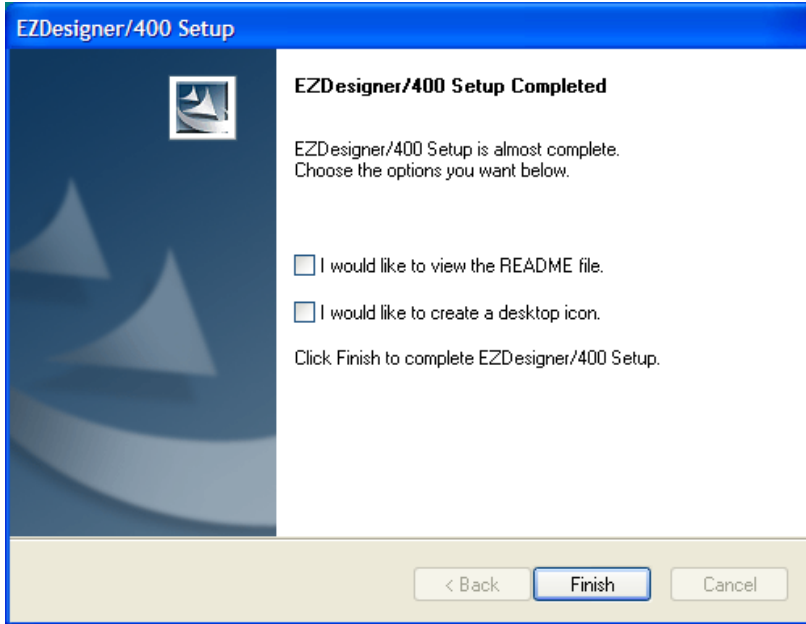 EZDesigner/400 Setup
EZDesigner/400 Setup Completed
EZDesigner/400 Setup is almost complete.
Choose the options you want below.
I would like to view the README file.
I would like to create a desktop icon.
Click Finish to complete EZDesigner/400 Setup.
< Back Finish Cancel